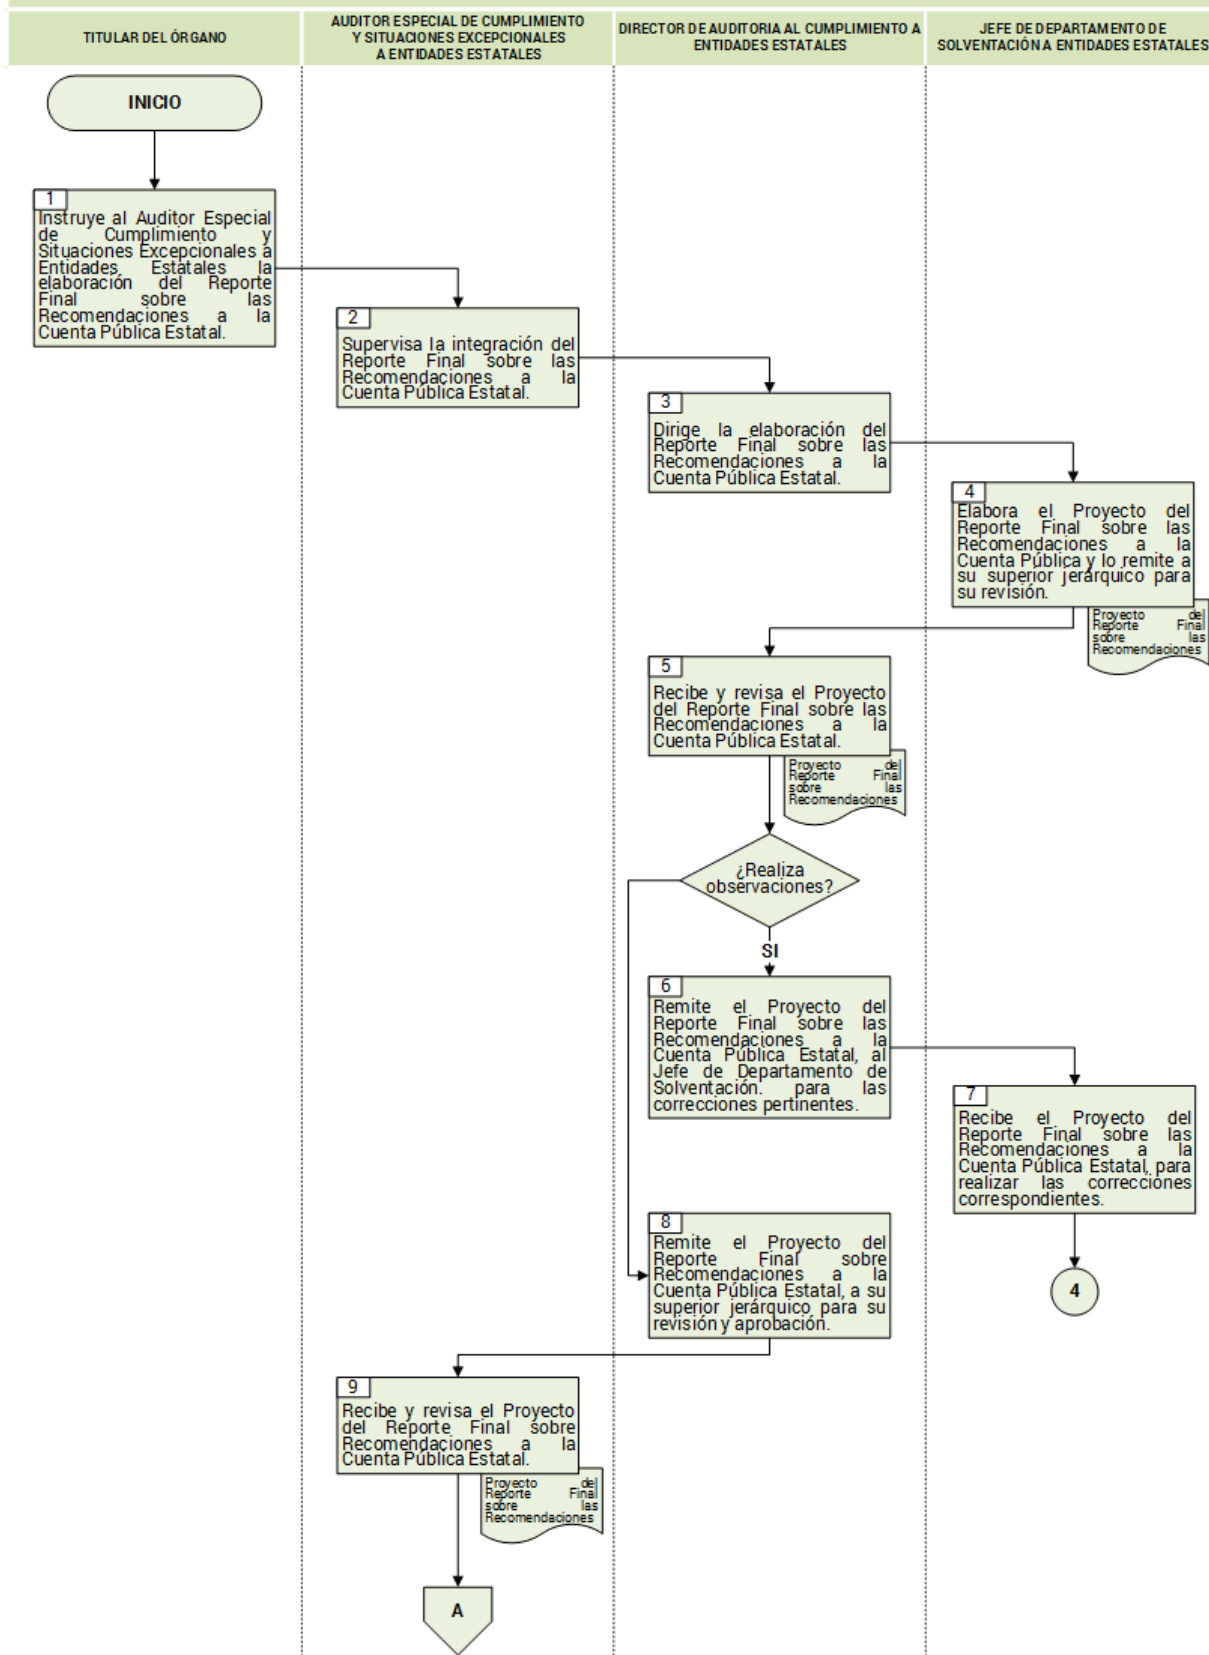 TITULAR DEL ÓRGANO
AUDITOR ESPECIAL DE CUMPLIMIENTO
Y SITUACIONES EXCEPCIONALES
A ENTIDADES ESTATALES
DIRECTOR DE AUDITORIA AL CUMPLIMIENTO A
ENTIDADES ESTATALES
JEFE DE DEPARTAMENTO DE
SOLVENTACIÓN A ENTIDADES ESTATALES
INICIO
1
Instruye al Auditor Especial
de Cumplimiento y
Situaciones Excepcionales a
Entidades Estatales la
elaboración del Reporte
Final sobre las
Recomendaciones a la
Cuenta Pública Estatal.
2
Supervisa la integración del
Reporte Final sobre las
Recomendaciones a la
Cuenta Pública Estatal.
3
Dirige la elaboración del
Reporte Final sobre las
Recomendaciones a la
Cuenta Pública Estatal.
4
Elabora el Proyecto del
Reporte Final sobre las
Recomendaciones a la
Cuenta Pública y lo remite a
su superior jerárquico para
su revisión.
Proyecto del
Reporte Final
sobre las
Recomendaciones
5
Recibe y revisa el Proyecto
del Reporte Final sobre las
Recomendaciones a la
Cuenta Pública Estatal.
Proyecto del
Reporte Final
sobre las
Recomendaciones
¿Realiza
observaciones?
SI
6
Remite el Proyecto del
Reporte Final sobre las
Recomendaciones a la
Cuenta Pública Estatal, al
Jefe de Departamento de
Solventación. para las
correcciones pertinentes.
7
Recibe el Proyecto del
Reporte Final sobre las
Recomendaciones a la
Cuenta Pública Estatal, para
realizar las correcciones
correspondientes.
4
8
Remite el Proyecto del
Reporte Final sobre
Recomendaciones a la
Cuenta Pública Estatal, a su
superior jerárquico para su
revisión y aprobación.
9
Recibe y revisa el Proyecto
del Reporte Final sobre
Recomendaciones a la
Cuenta Pública Estatal.
Proyecto del
Reporte Final
sobre las
Recomendaciones
A